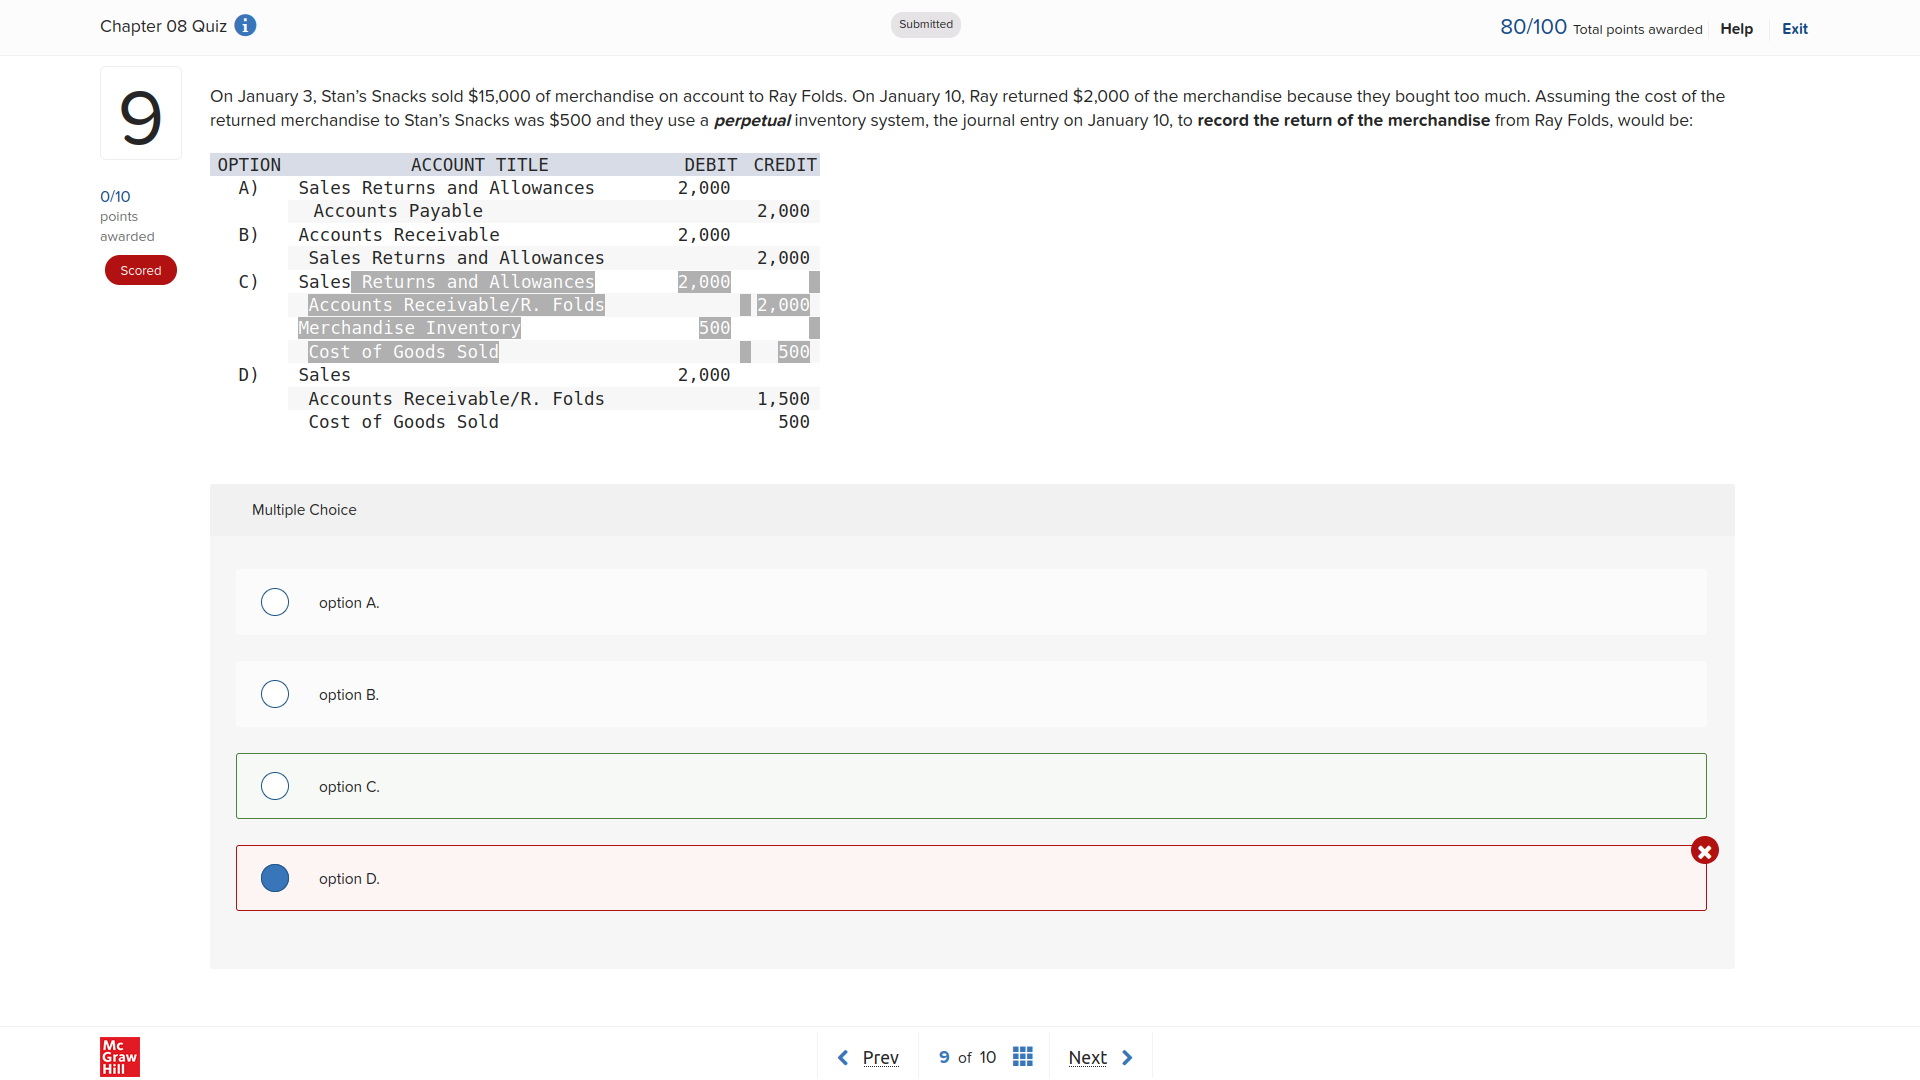 Chapter 08 Quiz i
Submitted
80/100 Total points awarded Help Exit
9
0/10
points
awarded
Scored
On January 3, Stan’s Snacks sold $15,000 of merchandise on account to Ray Folds. On January 10, Ray returned $2,000 of the merchandise because they bought too much. Assuming the cost of the
returned merchandise to Stan’s Snacks was $500 and they use a perpetual inventory system, the journal entry on January 10, to record the return of the merchandise from Ray Folds, would be:
OPTION ACCOUNT TITLE DEBIT CREDIT
A) Sales Returns and Allowances 2,000
Accounts Payable 2,000
B) Accounts Receivable 2,000
Sales Returns and Allowances 2,000
C) Sales Returns and Allowances 2,000
Accounts Receivable/R. Folds 2,000
Merchandise Inventory 500
Cost of Goods Sold 500
D) Sales 2,000
Accounts Receivable/R. Folds 1,500
Cost of Goods Sold 500
Multiple Choice
option A.
option B.
option C.
option D.
Mc
Graw
Hill
Prev 9 of 10 Next